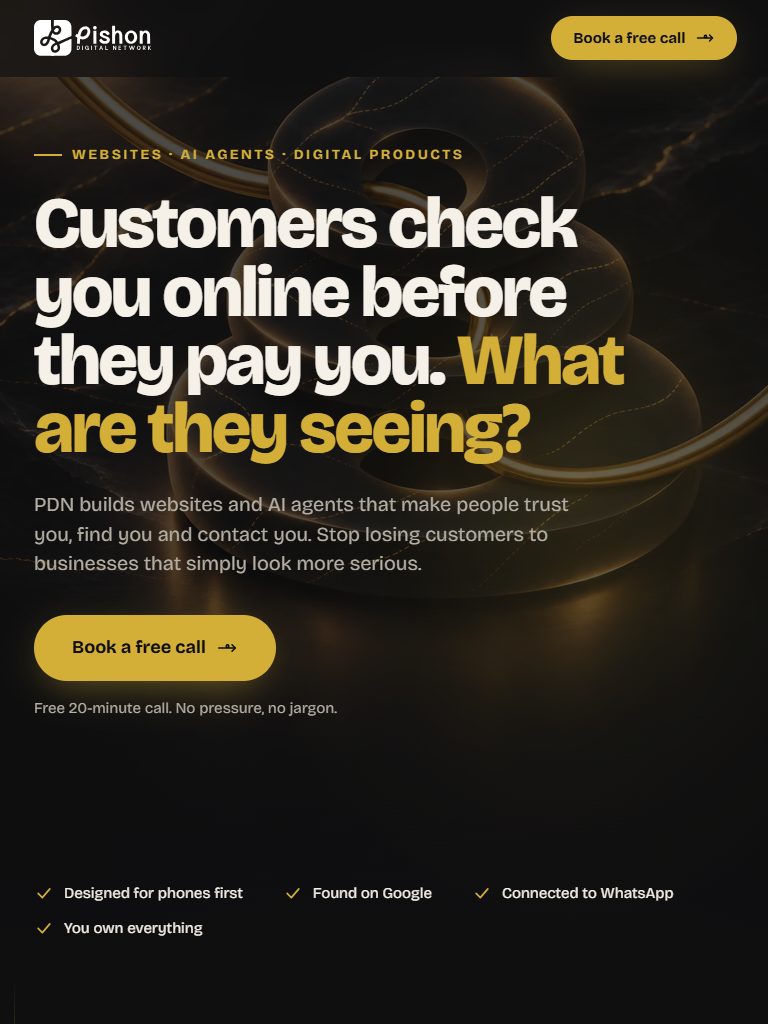 Pishon
DIGITAL NETWORK
Book a free call
WEBSITES · AI AGENTS · DIGITAL PRODUCTS
Customers check
you online before
they pay you. What
are they seeing?
PDN builds websites and AI agents that make people trust
you, find you and contact you. Stop losing customers to
businesses that simply look more serious.
Book a free call
Free 20-minute call. No pressure, no jargon.
Designed for phones first
Found on Google
Connected to WhatsApp
You own everything